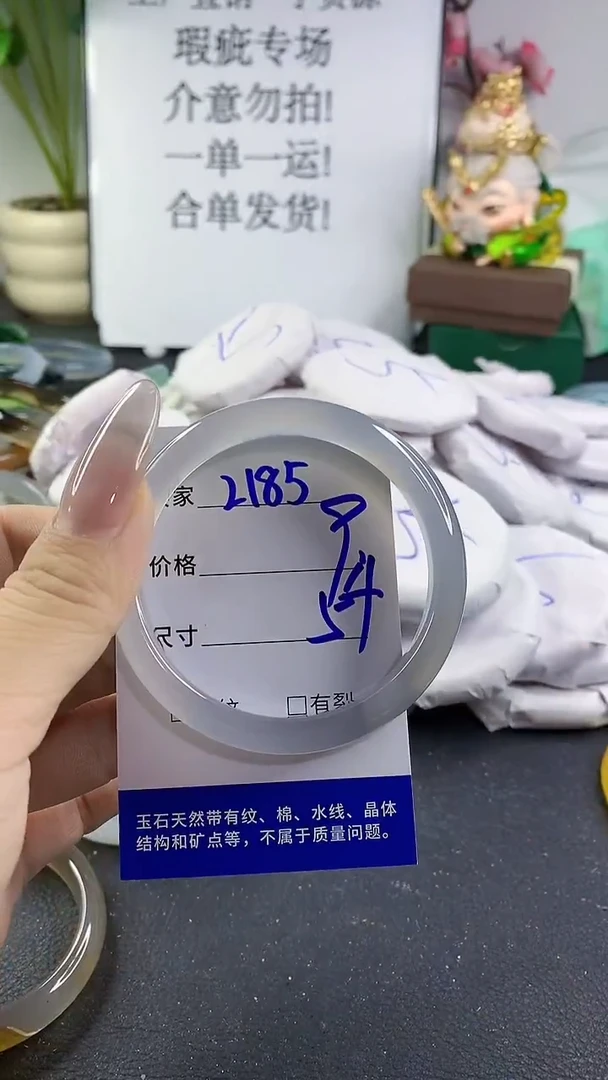 瑕疵专场
介意勿拍!
一单一运!
合单发货!
家 2185
价格
尺寸 54
□有裂
玉石天然带有纹、棉、水线、晶体
结构和矿点等，不属于质量问题。